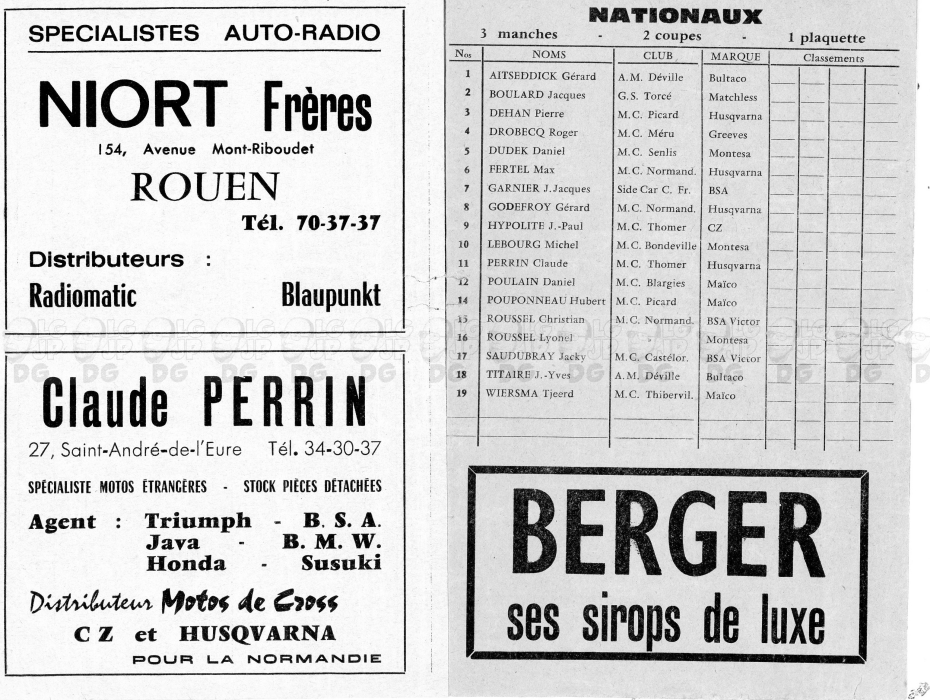 SPECIALISTES AUTO-RADIO
NIORT Frères
154, Avenue Mont-Riboudet
ROUEN
Tél. 70-37-37
Distributeurs :
Radiomatic Blaupunkt
Claude PERRIN
27, Saint-André-de-l'Eure Tél. 34-30-37
SPÉCIALISTE MOTOS ÉTRANGÈRES - STOCK PIÈCES DÉTACHÉES
Agent : Triumph - B. S. A.
Java - B. M. W.
Honda - Susuki
Distributeur Motos de Cross
CZ et HUSQVARNA
POUR LA NORMANDIE
NATIONAUX
3 manches - 2 coupes - 1 plaquette
Nos NOMS CLUB MARQUE Classements
1 AITSEDDICK Gérard A.M. Déville Bultaco
2 BOULARD Jacques G.S. Torcé Matchless
3 DEHAN Pierre M.C. Picard Husqvarna
4 DROBECQ Roger M.C. Méru Greeves
5 DUDEK Daniel M.C. Senlis Montesa
6 FERTEL Max M.C. Normand. Husqvarna
7 GARNIER J.Jacques Side Car C. Fr. BSA
8 GODEFROY Gérard M.C. Normand. Husqvarna
9 HYPOLITE J.-Paul M.C. Thomer CZ
10 LEBOURG Michel M.C. Bondeville Montesa
11 PERRIN Claude M.C. Thomer Husqvarna
12 POULAIN Daniel M.C. Blargies Maïco
14 POUPONNEAU Hubert M.C. Picard Maïco
15 ROUSSEL Christian M.C. Normand. BSA Victor
16 ROUSSEL Lyonel Montesa
17 SAUDUBRAY Jacky M.C. Castélor. BSA Victor
18 TITAIRE J.-Yves A.M. Déville Bultaco
19 WIERSMA Tjeerd M.C. Thibervil. Maïco
BERGER
ses sirops de luxe